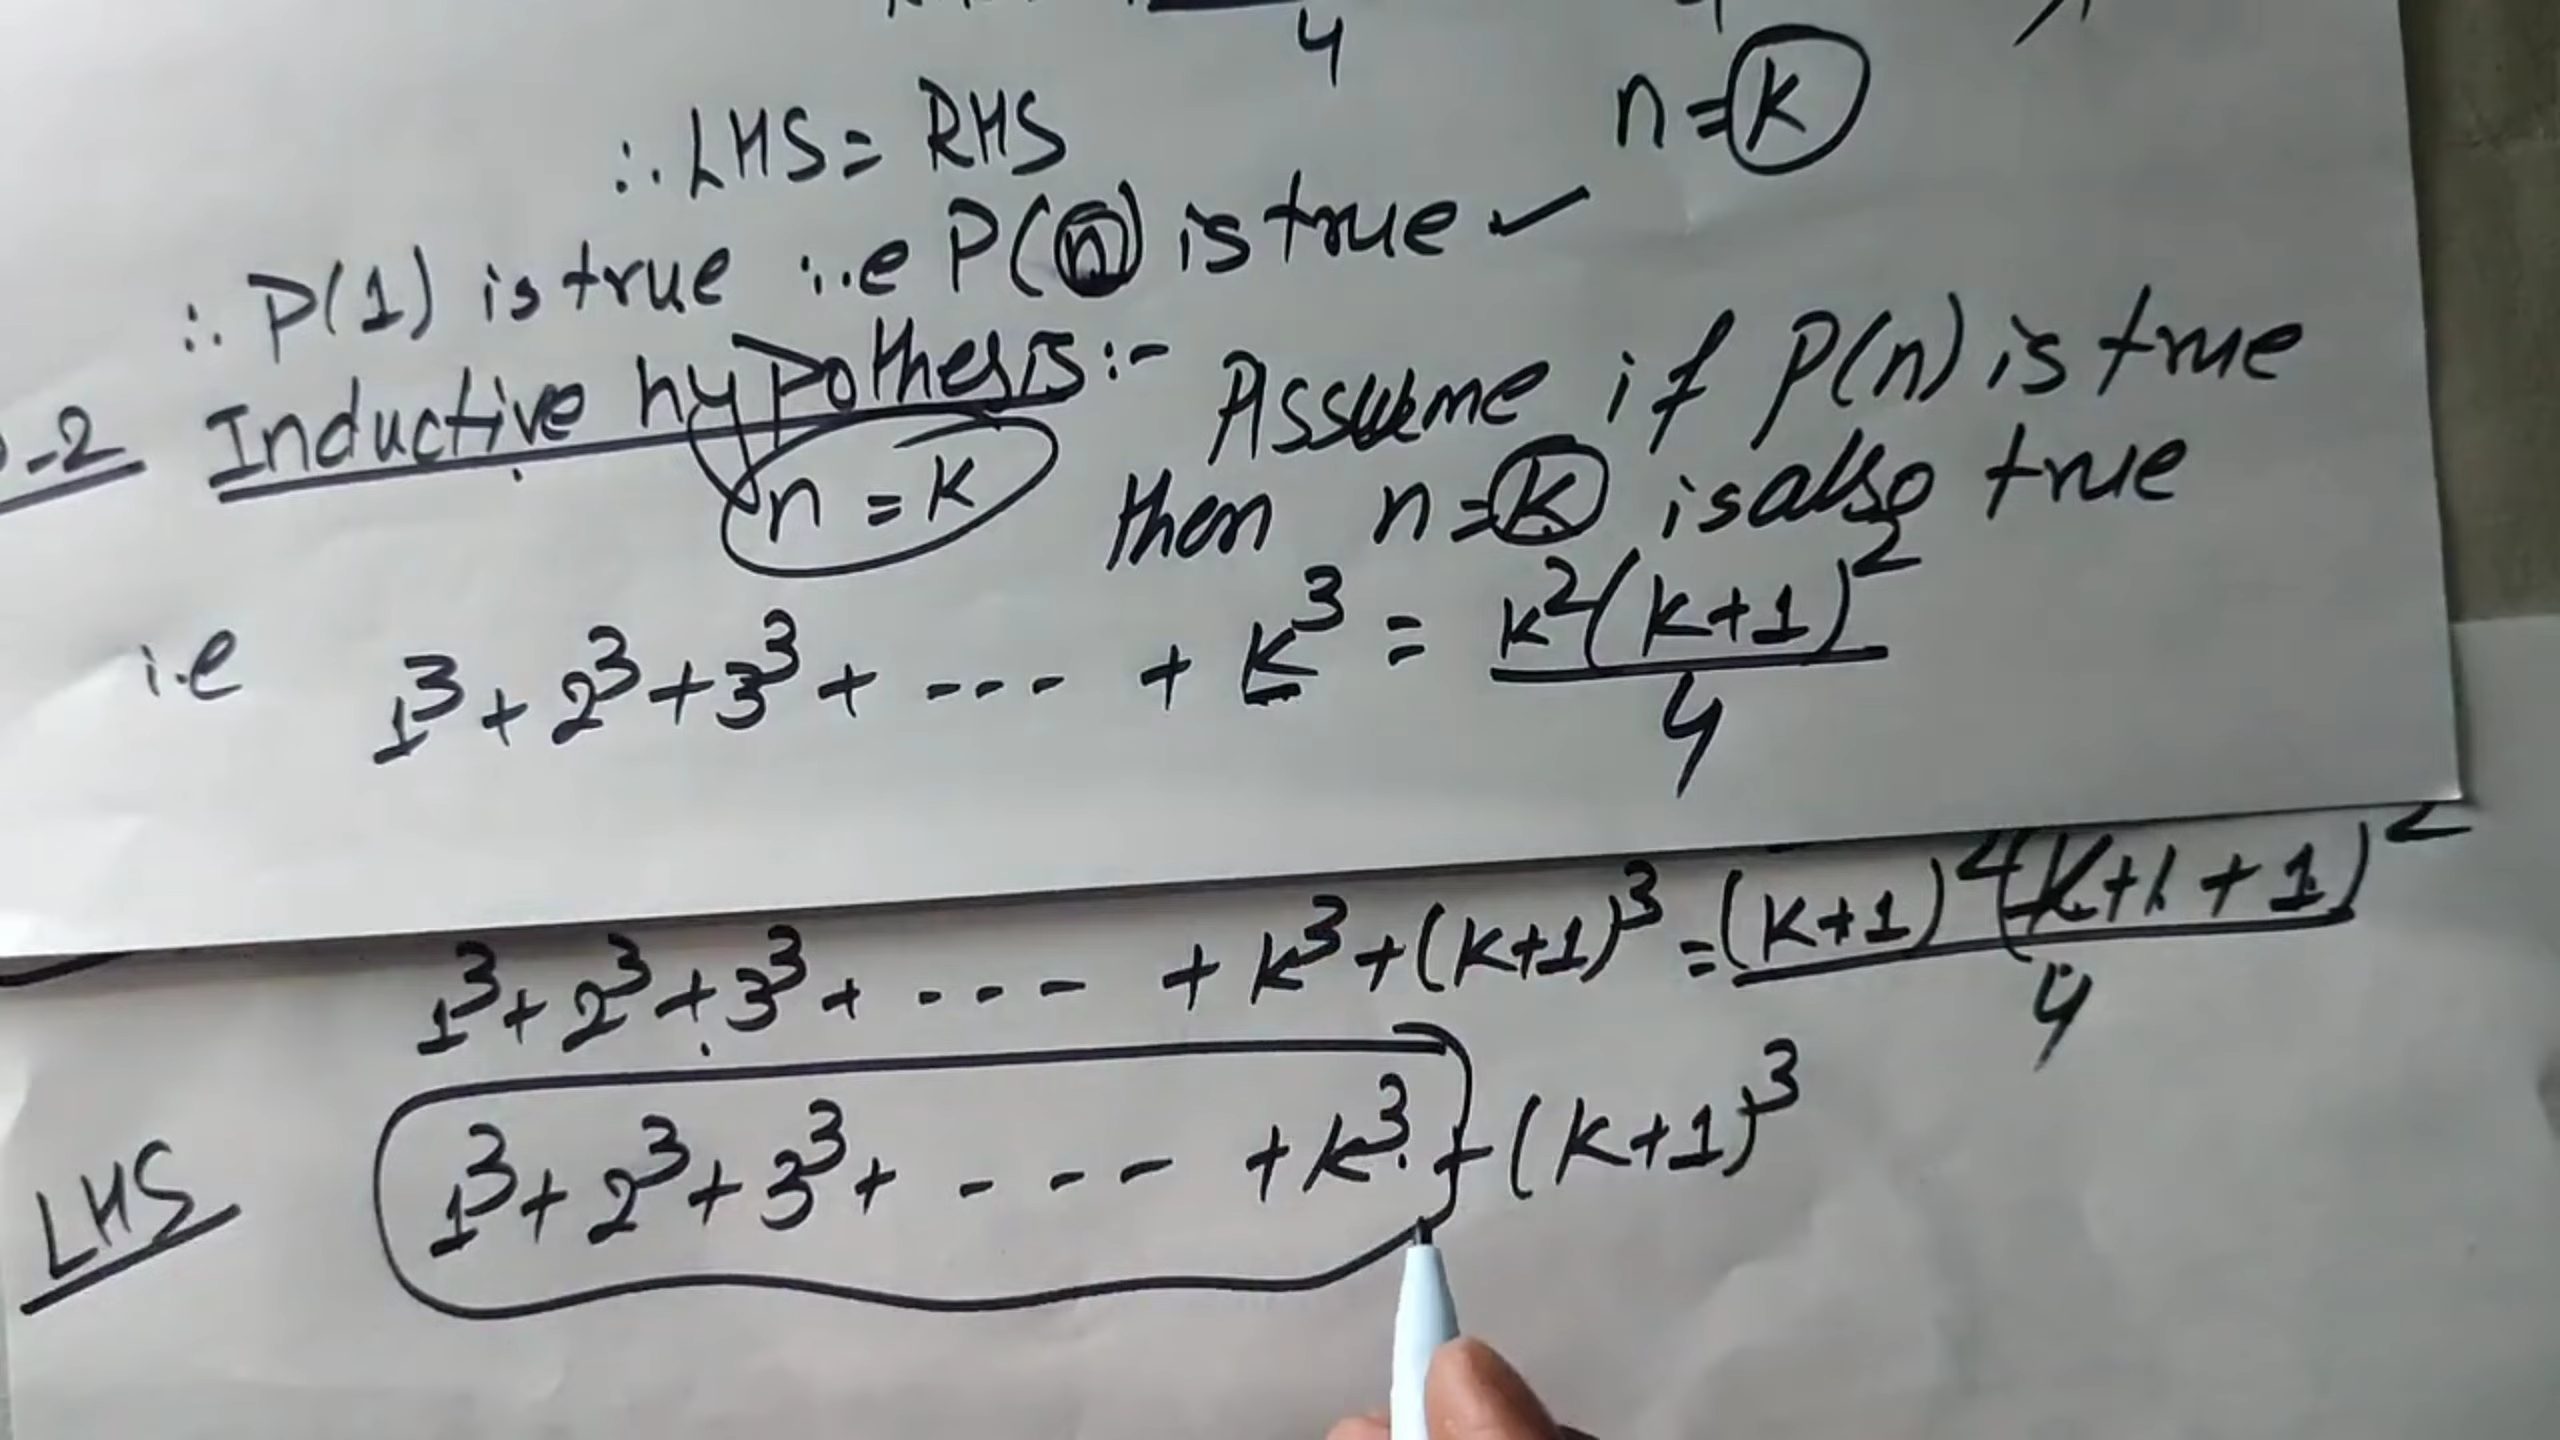 4
n=k
∴ LHS = RHS
∴ P(1) is true i.e P(n) is true ✓
-2 Inductive hypothesis:- Assume if P(n) is true
n = k then n=k is also true
i.e 1³ + 2³ + 3³ + --- + k³ = k²(k+1)²/4
1³ + 2³ + 3³ + --- + k³ + (k+1)³ = (k+1)²(k+1+1)²/4
LHS 1³ + 2³ + 3³ + --- + k³ + (k+1)³